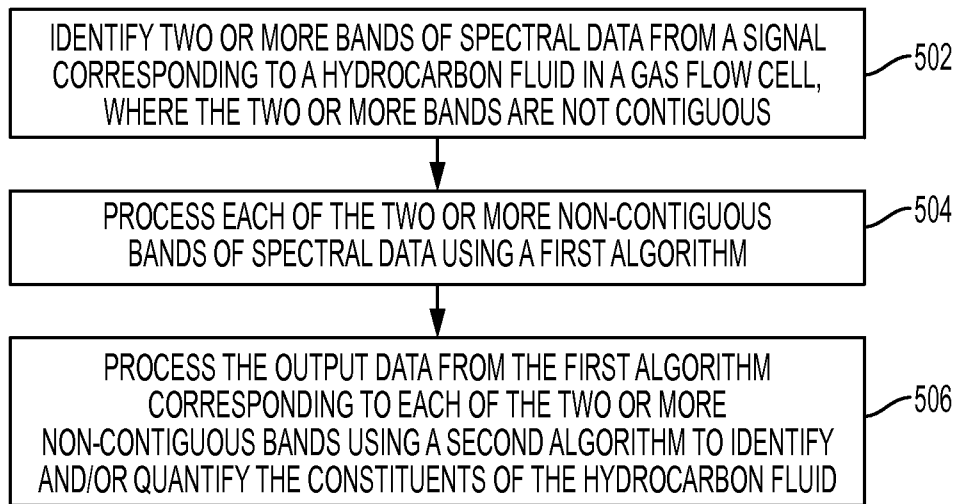 IDENTIFY TWO OR MORE BANDS OF SPECTRAL DATA FROM A SIGNAL
CORRESPONDING TO A HYDROCARBON FLUID IN A GAS FLOW CELL,
WHERE THE TWO OR MORE BANDS ARE NOT CONTIGUOUS
502
PROCESS EACH OF THE TWO OR MORE NON-CONTIGUOUS
BANDS OF SPECTRAL DATA USING A FIRST ALGORITHM
504
PROCESS THE OUTPUT DATA FROM THE FIRST ALGORITHM
CORRESPONDING TO EACH OF THE TWO OR MORE
NON-CONTIGUOUS BANDS USING A SECOND ALGORITHM TO IDENTIFY
AND/OR QUANTIFY THE CONSTITUENTS OF THE HYDROCARBON FLUID
506